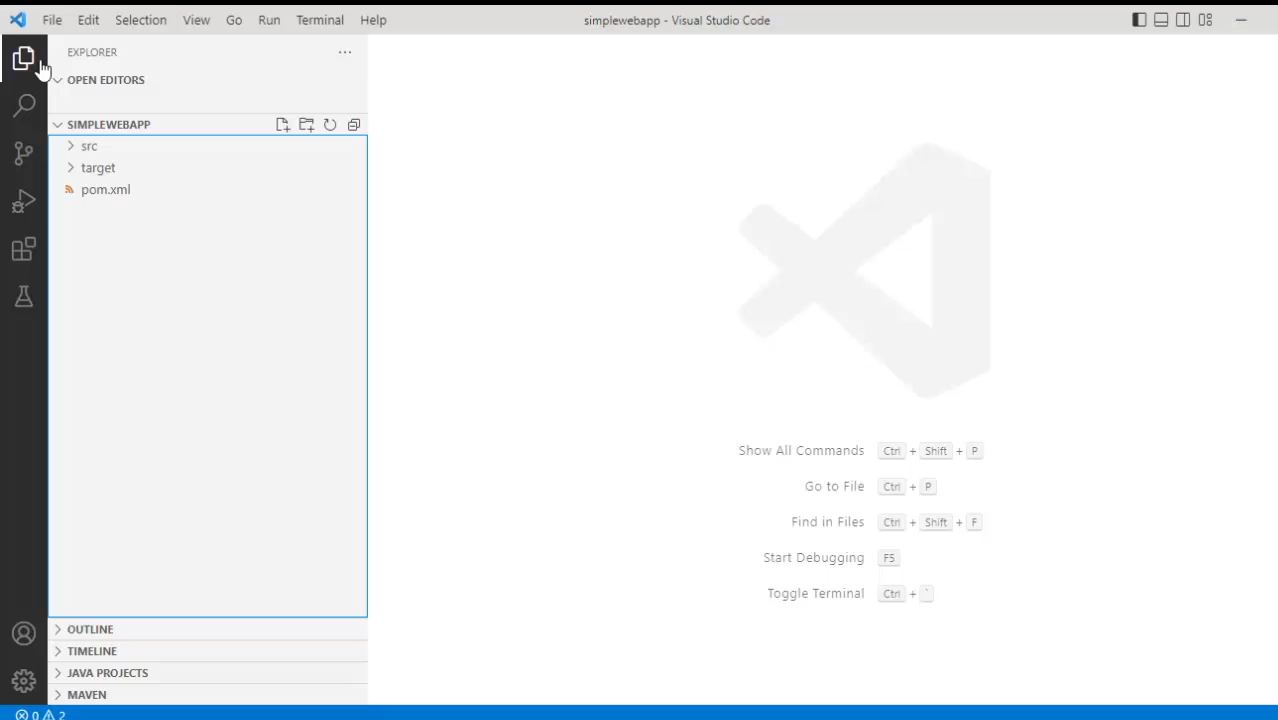 File Edit Selection View Go Run Terminal Help simplewebapp - Visual Studio Code
EXPLORER
OPEN EDITORS
SIMPLEWEBAPP
src
target
pom.xml
Show All Commands Ctrl + Shift + P
Go to File Ctrl + P
Find in Files Ctrl + Shift + F
Start Debugging F5
Toggle Terminal Ctrl + `
OUTLINE
TIMELINE
JAVA PROJECTS
MAVEN
0 2